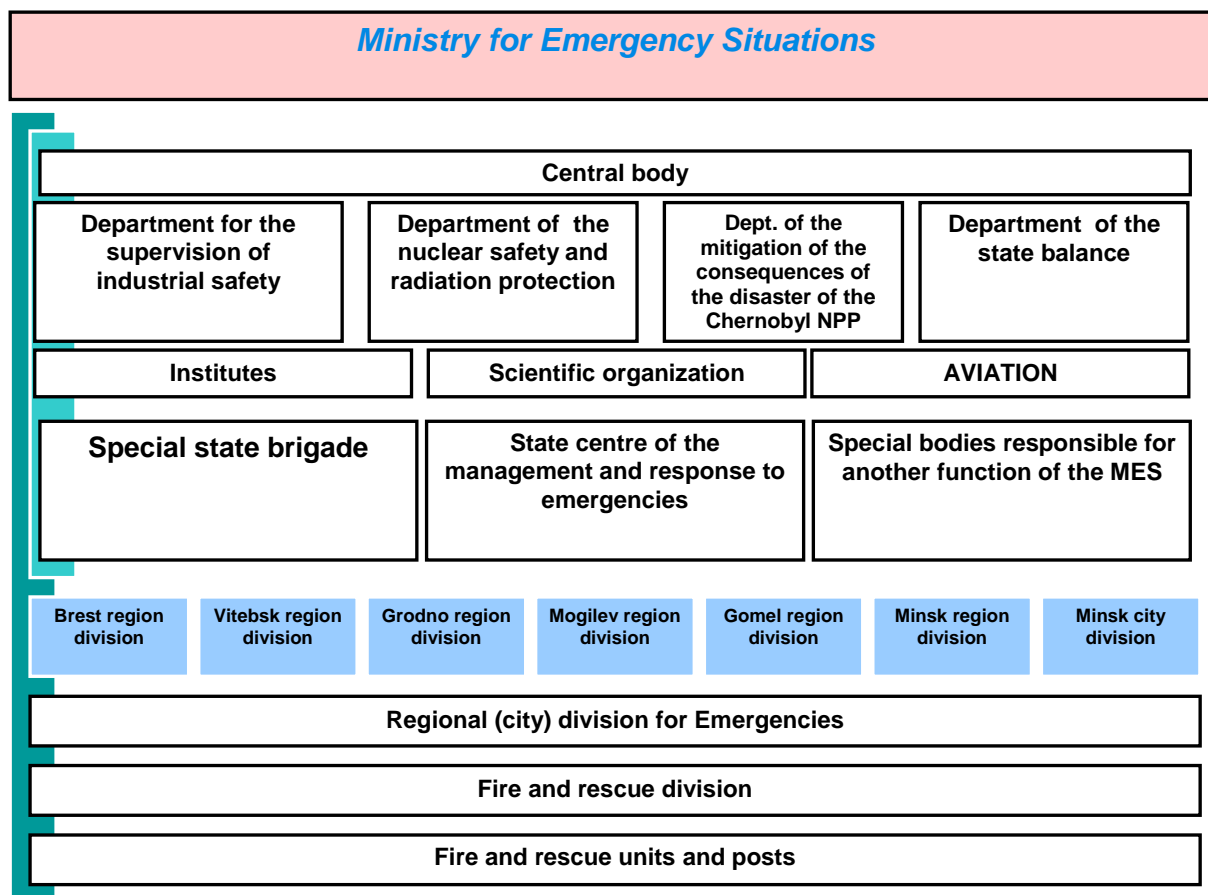 Ministry for Emergency Situations
Central body
Department for the
supervision of
industrial safety
Department of the
nuclear safety and
radiation protection
Dept. of the
mitigation of the
consequences of
the disaster of the
Chernobyl NPP
Department of the
state balance
Institutes
Scientific organization
AVIATION
Special state brigade
State centre of the
management and response to
emergencies
Special bodies responsible for
another function of the MES
Brest region
division
Vitebsk region
division
Grodno region
division
Mogilev region
division
Gomel region
division
Minsk region
division
Minsk city
division
Regional (city) division for Emergencies
Fire and rescue division
Fire and rescue units and posts